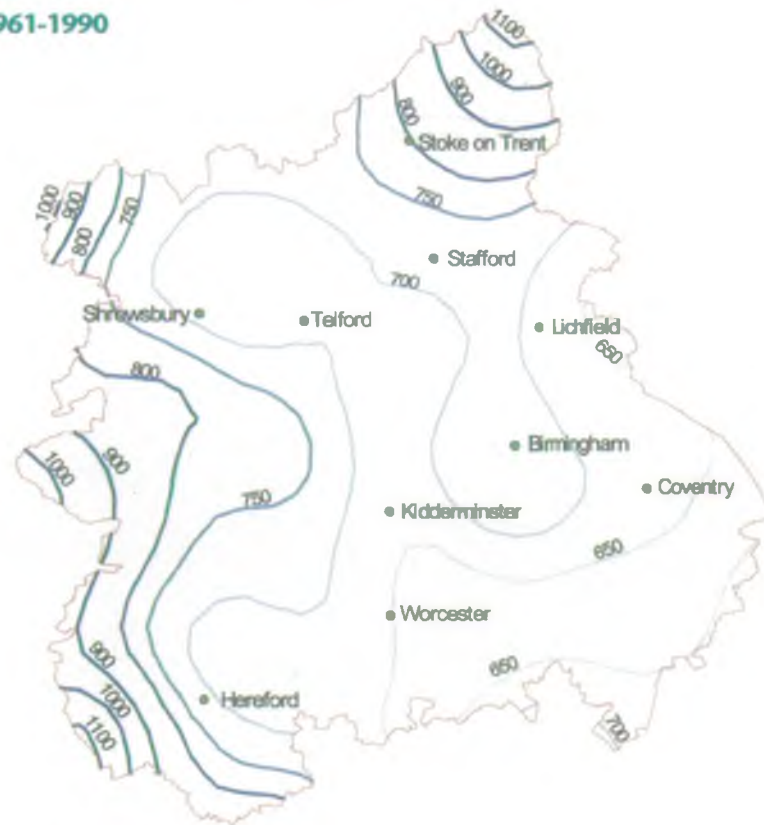 961-1990
1100
1000
900
800
Stoke on Trent
750
1000
900
800
750
Stafford
700
Shrewsbury
Telford
Lichfield
650
800
Birmingham
1000
900
Coventry
750
Kidderminster
650
Worcester
900
650
Hereford
1000
700
1100